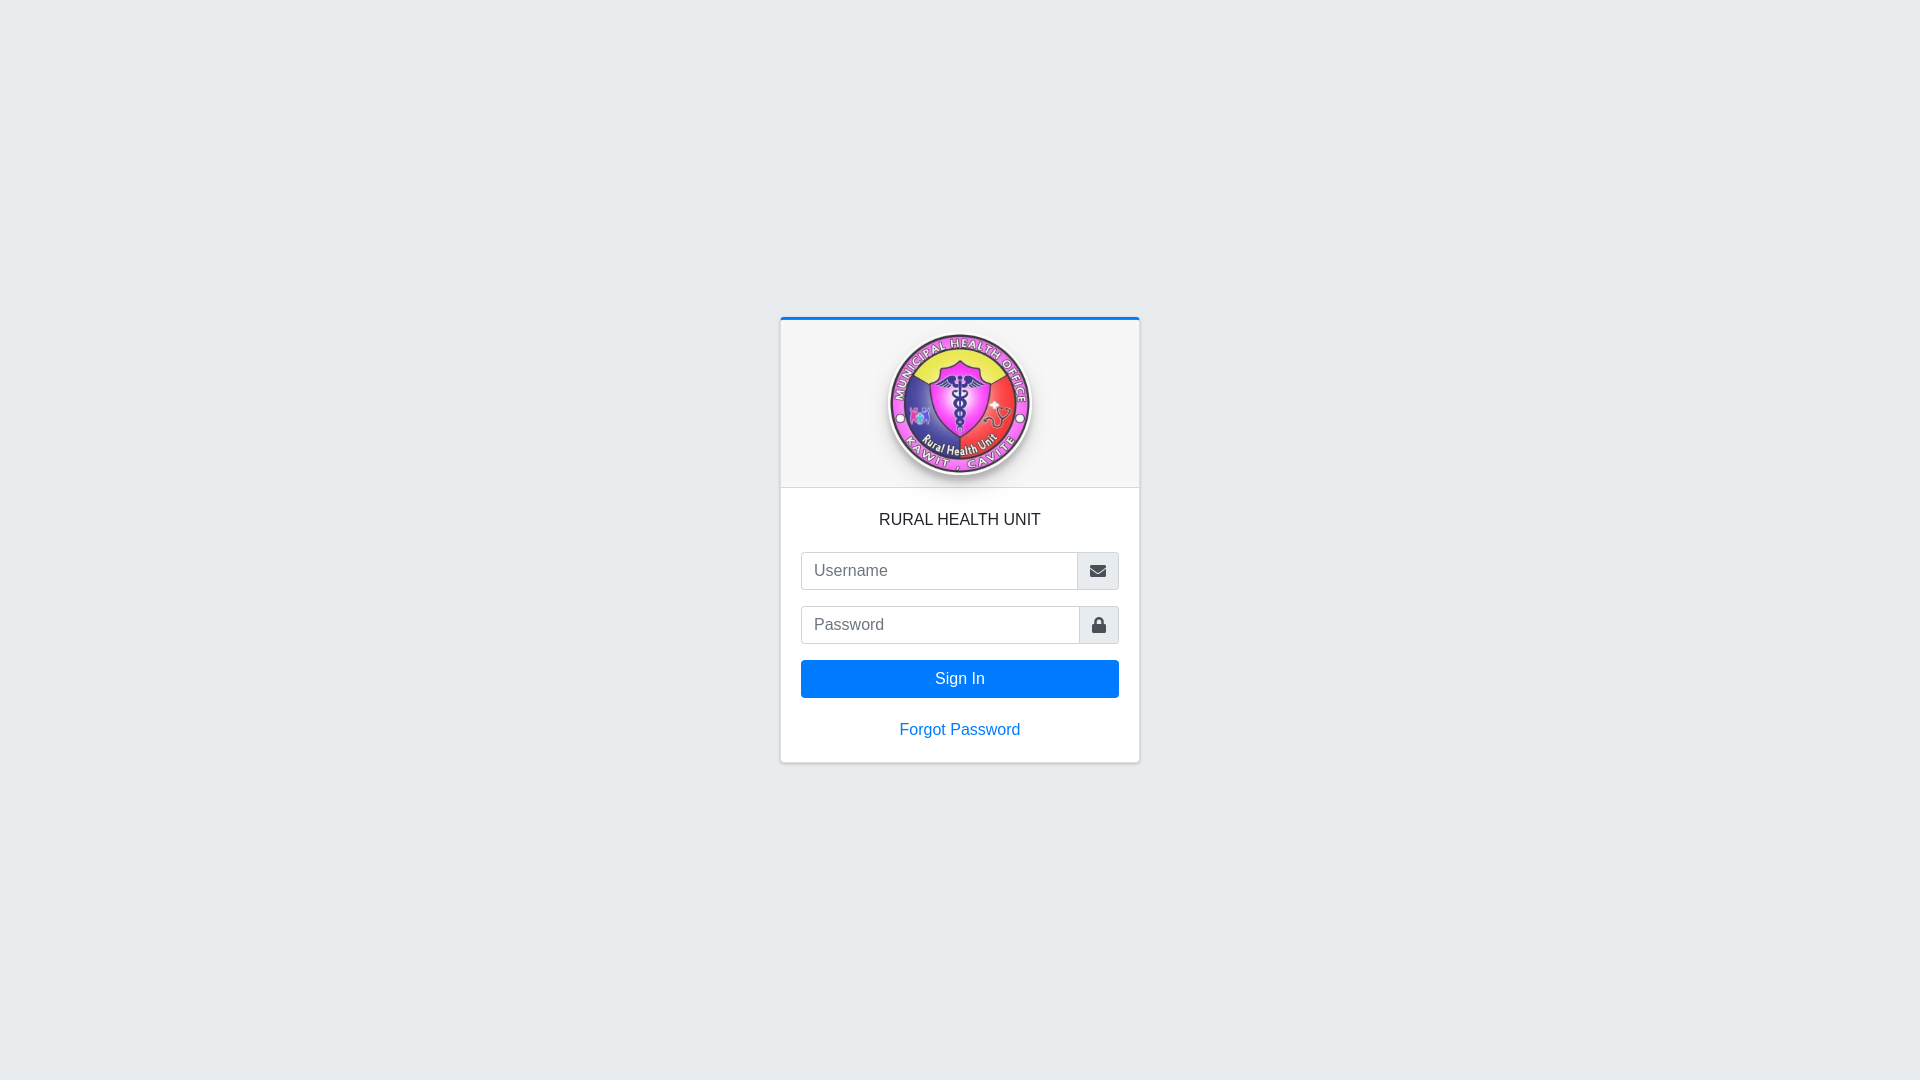 MUNICIPAL HEALTH OFFICE
Rural Health Unit
KAWIT, CAVITE
RURAL HEALTH UNIT
Username
Password
Sign In
Forgot Password